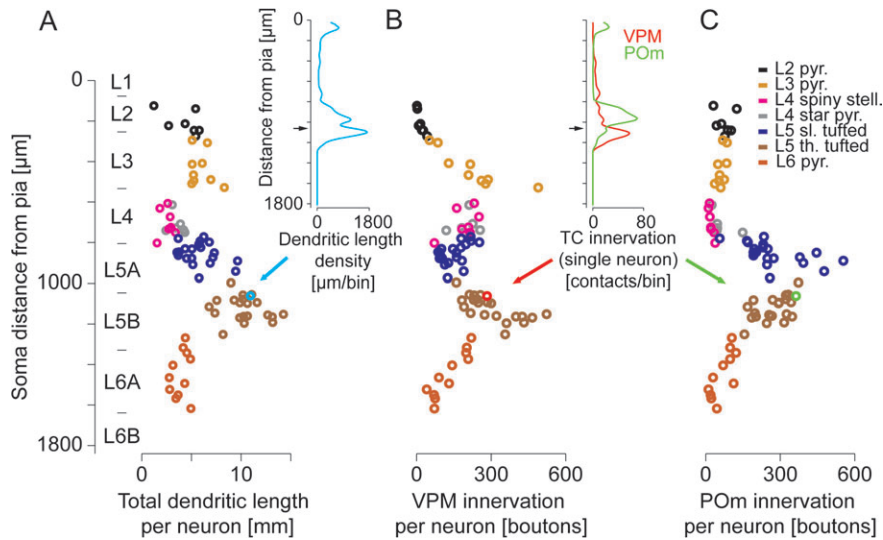 A
B
C
0
Distance from pia [µm]
1800
0
1800
Dendritic length
density
[µm/bin]
VPM
POm
0
80
TC innervation
(single neuron)
[contacts/bin]
L2 pyr.
L3 pyr.
L4 spiny stell.
L4 star pyr.
L5 sl. tufted
L5 th. tufted
L6 pyr.
Soma distance from pia [µm]
0
1000
1800
L1
L2
L3
L4
L5A
L5B
L6A
L6B
0
10
Total dendritic length
per neuron [mm]
0
300
600
VPM innervation
per neuron [boutons]
0
300
600
POm innervation
per neuron [boutons]